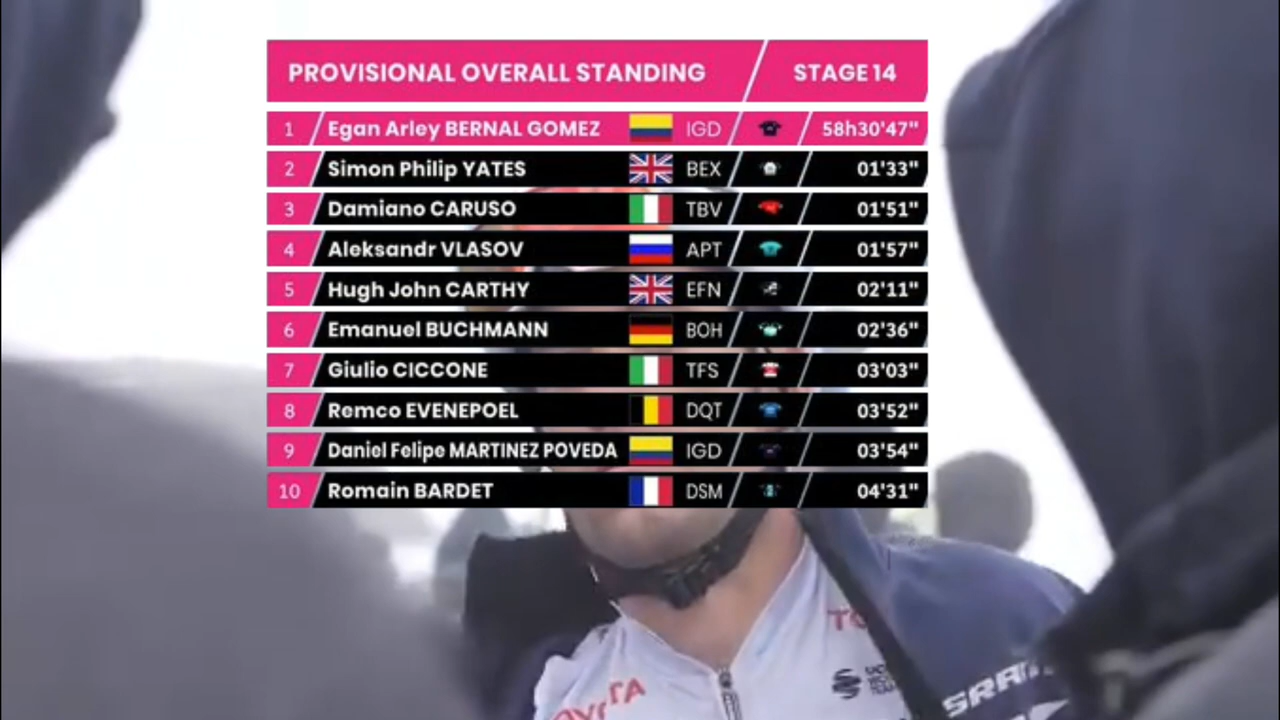 PROVISIONAL OVERALL STANDING STAGE 14
1 Egan Arley BERNAL GOMEZ IGD 58h30'47"
2 Simon Philip YATES BEX 01'33"
3 Damiano CARUSO TBV 01'51"
4 Aleksandr VLASOV APT 01'57"
5 Hugh John CARTHY EFN 02'11"
6 Emanuel BUCHMANN BOH 02'36"
7 Giulio CICCONE TFS 03'03"
8 Remco EVENEPOEL DQT 03'52"
9 Daniel Felipe MARTINEZ POVEDA IGD 03'54"
10 Romain BARDET DSM 04'31"
TOYOTA
SRAM